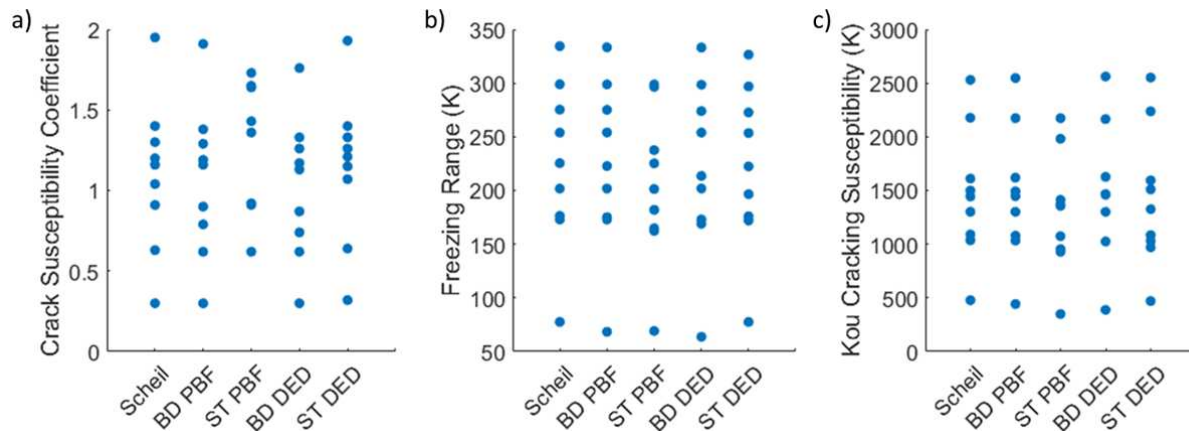 a)
Crack Susceptibility Coefficient
2
1.5
1
0.5
0
Scheil
BD PBF
ST PBF
BD DED
ST DED
b)
Freezing Range (K)
350
300
250
200
150
100
50
Scheil
BD PBF
ST PBF
BD DED
ST DED
c)
Kou Cracking Susceptibility (K)
3000
2500
2000
1500
1000
500
0
Scheil
BD PBF
ST PBF
BD DED
ST DED